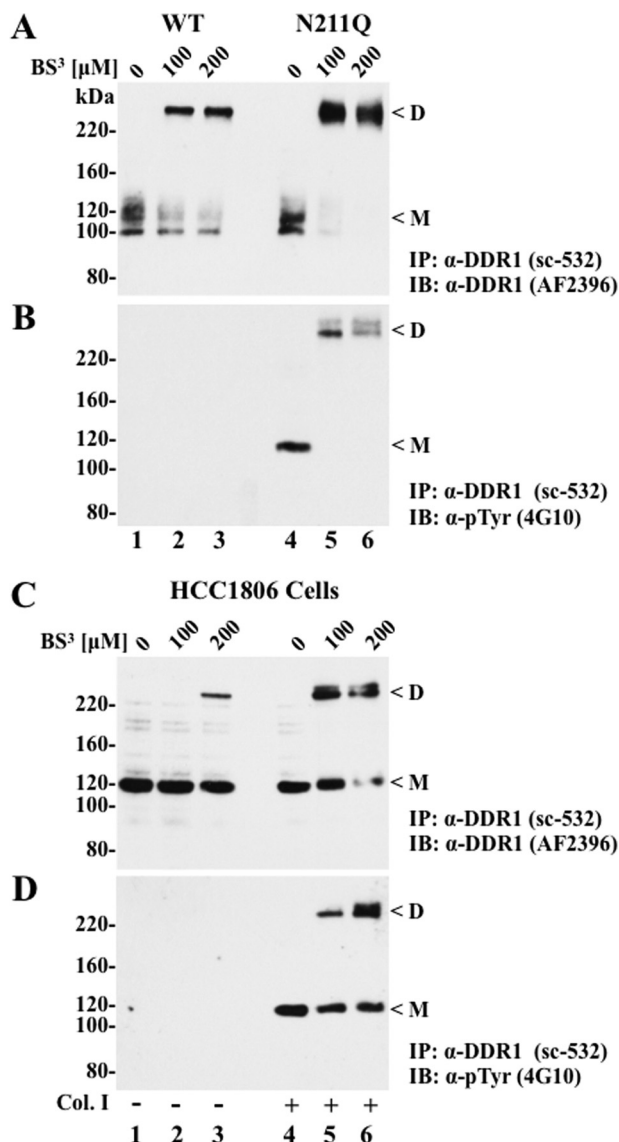 A
WT N211Q
BS³ [µM] 0 100 200 0 100 200
kDa
220- < D
160-
120- < M
100-
IP: α-DDR1 (sc-532)
80- IB: α-DDR1 (AF2396)
B
< D
220-
160-
120- < M
100-
IP: α-DDR1 (sc-532)
80- IB: α-pTyr (4G10)
1 2 3 4 5 6
C HCC1806 Cells
BS³ [µM] 0 100 200 0 100 200
220- < D
160-
120- < M
100-
IP: α-DDR1 (sc-532)
80- IB: α-DDR1 (AF2396)
D
< D
220-
160-
120- < M
100-
IP: α-DDR1 (sc-532)
80- IB: α-pTyr (4G10)
Col. I - - - + + +
1 2 3 4 5 6